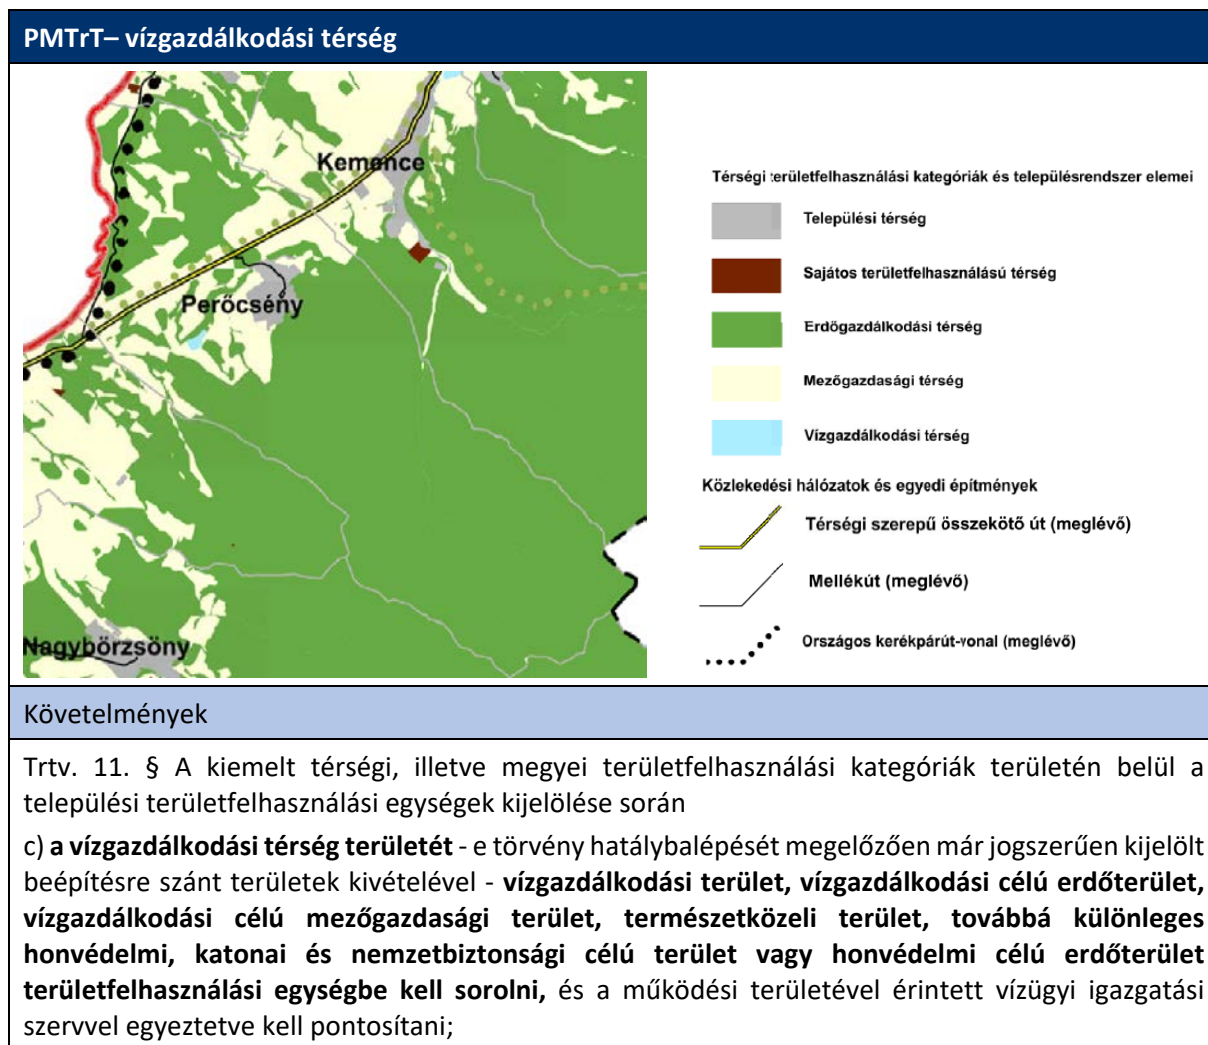 PMTrT– vízgazdálkodási térség
Kemence
Perőcsény
Nagybörzsöny
Térségi területfelhasználási kategóriák és településrendszer elemei
Települési térség
Sajátos területfelhasználású térség
Erdőgazdálkodási térség
Mezőgazdasági térség
Vízgazdálkodási térség
Közlekedési hálózatok és egyedi építmények
Térségi szerepű összekötő út (meglévő)
Mellékút (meglévő)
Országos kerékpárút-vonal (meglévő)
Követelmények
Trtv. 11. § A kiemelt térségi, illetve megyei területfelhasználási kategóriák területén belül a
települési területfelhasználási egységek kijelölése során
c) a vízgazdálkodási térség területét - e törvény hatálybalépését megelőzően már jogszerűen kijelölt
beépítésre szánt területek kivételével - vízgazdálkodási terület, vízgazdálkodási célú erdőterület,
vízgazdálkodási célú mezőgazdasági terület, természetközeli terület, továbbá különleges
honvédelmi, katonai és nemzetbiztonsági célú terület vagy honvédelmi célú erdőterület
területfelhasználási egységbe kell sorolni, és a működési területével érintett vízügyi igazgatási
szervvel egyeztetve kell pontosítani;